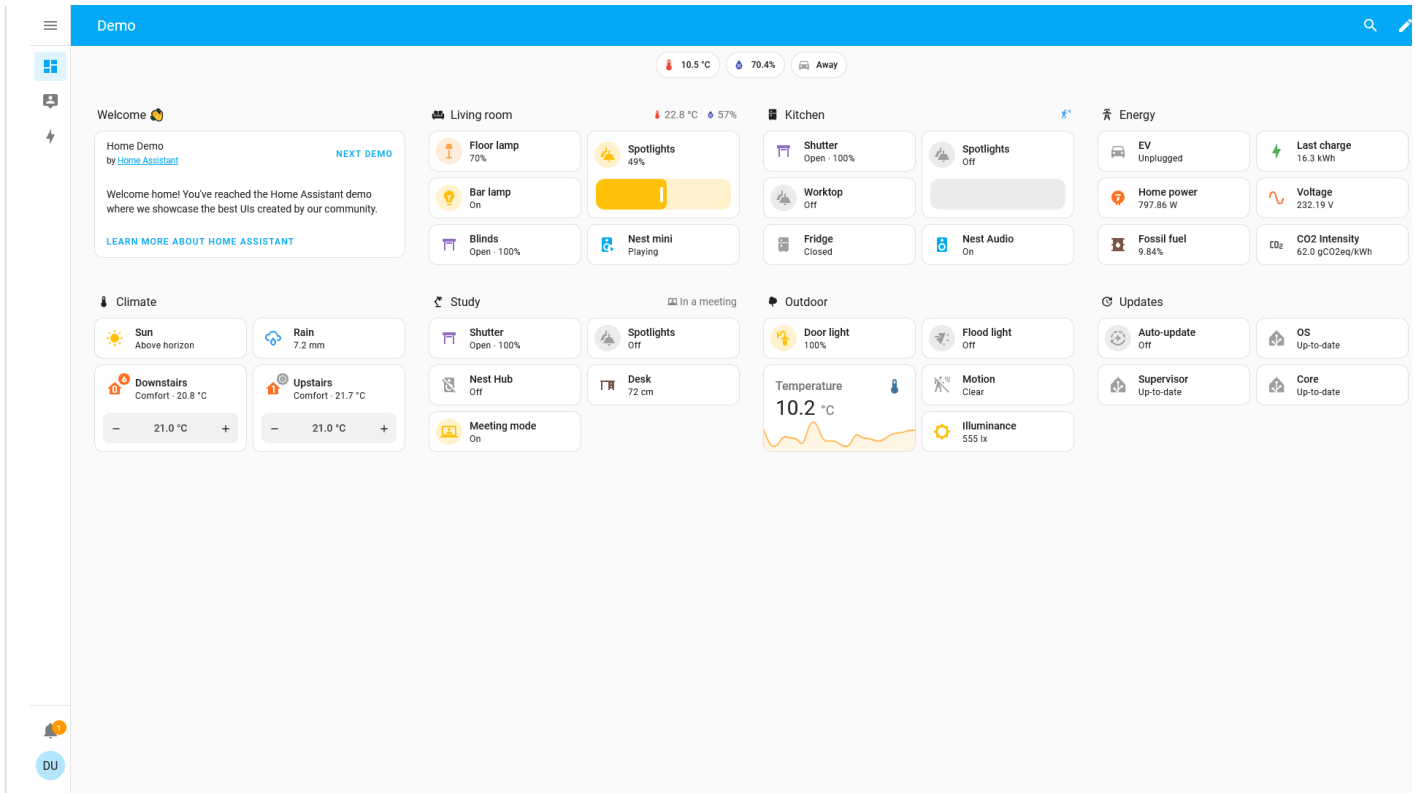 Demo
10.5 °C
70.4%
Away
Welcome
Home Demo
by Home Assistant
NEXT DEMO
Welcome home! You've reached the Home Assistant demo
where we showcase the best UIs created by our community.
LEARN MORE ABOUT HOME ASSISTANT
Living room
22.8 °C
57%
Floor lamp
70%
Spotlights
49%
Bar lamp
On
Blinds
Open · 100%
Nest mini
Playing
Kitchen
Shutter
Open · 100%
Spotlights
Off
Worktop
Off
Fridge
Closed
Nest Audio
On
Energy
EV
Unplugged
Last charge
16.3 kWh
Home power
797.86 W
Voltage
232.19 V
Fossil fuel
9.84%
CO2
CO2 Intensity
62.0 gCO2eq/kWh
Climate
Sun
Above horizon
Rain
7.2 mm
0
Downstairs
Comfort · 20.8 °C
− 21.0 °C +
1
Upstairs
Comfort · 21.7 °C
− 21.0 °C +
Study
In a meeting
Shutter
Open · 100%
Spotlights
Off
Nest Hub
Off
Desk
72 cm
Meeting mode
On
Outdoor
Door light
100%
Flood light
Off
Temperature
10.2 °C
Motion
Clear
Illuminance
555 lx
Updates
Auto-update
Off
OS
Up-to-date
Supervisor
Up-to-date
Core
Up-to-date
1
DU